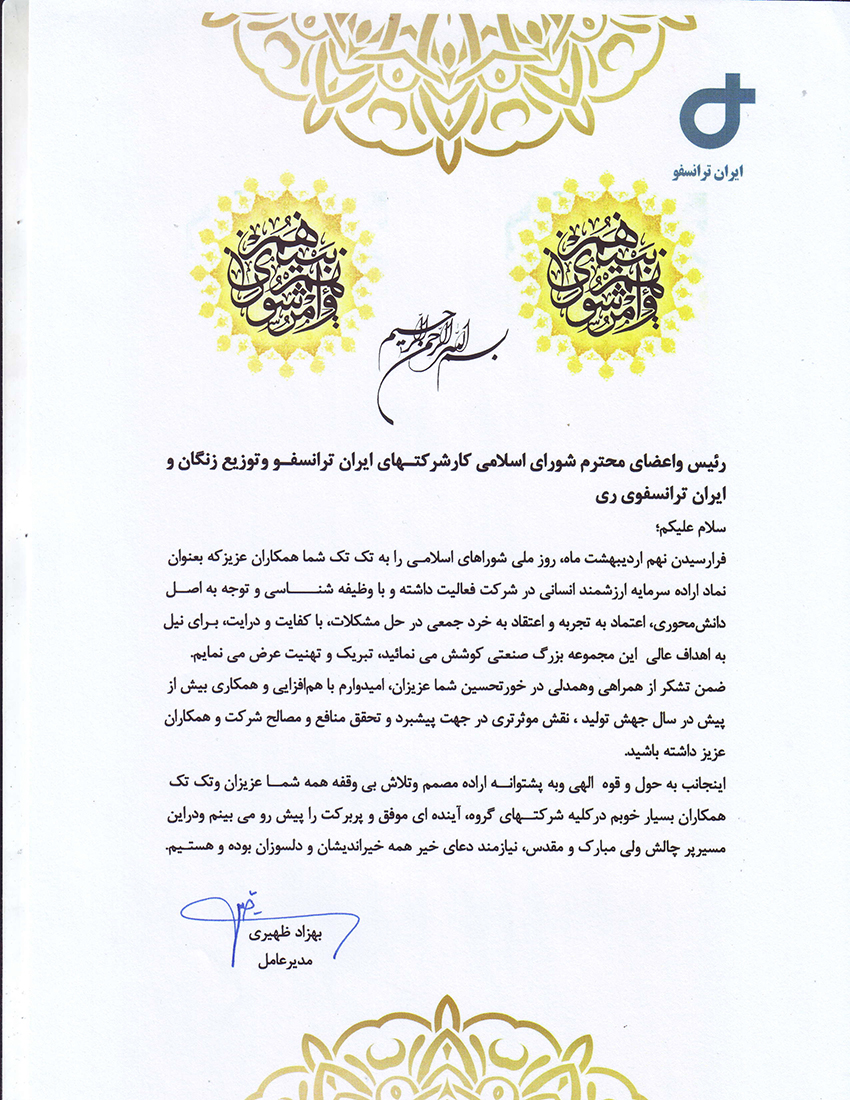 ایران ترانسفو
وامرهم شوری بینهم
وامرهم شوری بینهم
بسم الله الرحمن الرحیم
رئیس واعضای محترم شورای اسلامی کارشرکتـهای ایران ترانسفـو وتوزیع زنگان و
ایران ترانسفوی ری
سلام علیکم؛
فرارسیدن نهم اردیبهشت ماه، روز ملی شوراهای اسلامـی را به تک تک شما همکاران عزیزکه بعنوان
نماد اراده سرمایه ارزشمند انسانی در شرکت فعالیت داشته و با وظیفه شنـــاسی و توجه به اصـل
دانش‌محوری، اعتماد به تجربه و اعتقاد به خرد جمعی در حل مشکلات، با کفایت و درایت، بـرای نیل
به اهداف عالی این مجموعه بزرگ صنعتی کوشش می نمائید، تبریک و تهنیت عرض می نمایم.
ضمن تشکر از همراهی وهمدلی در خورتحسین شما عزیزان، امیدوارم با هم‌افزایی و همکاری بیش از
پیش در سال جهش تولید ، نقش موثرتری در جهت پیشبرد و تحقق منافع و مصالح شرکت و همکاران
عزیز داشته باشید.
اینجانب به حول و قوه الهی وبه پشتوانـه اراده مصمم وتلاش بی وقفه همه شمـا عزیزان وتک تک
همکاران بسیار خوبم درکلیه شرکتـهای گروه، آینده ای موفق و پربرکت را پیش رو می بینم ودراین
مسیرپر چالش ولی مبارک و مقدس، نیازمند دعای خیر همه خیراندیشان و دلسوزان بوده و هستـیم.
بهزاد ظهیری
مدیرعامل